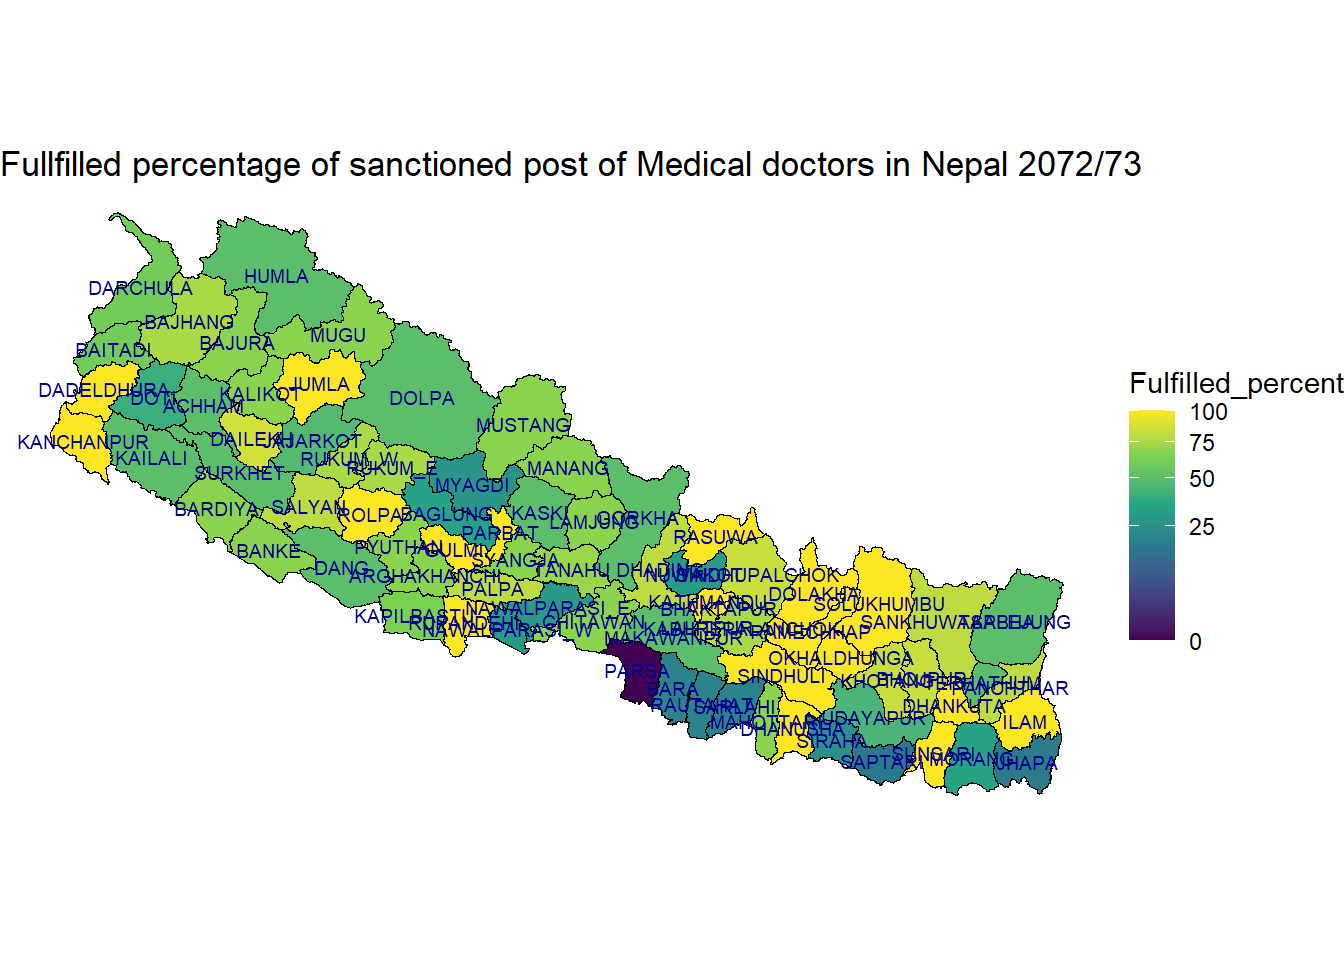 Fullfilled percentage of sanctioned post of Medical doctors in Nepal 2072/73
HUMLA
DARCHULA
BAJHANG
MUGU
BAJURA
BAITADI
JUMLA
DADELDHURA
KALIKOT
DOTI
ACHHAM
DOLPA
MUSTANG
KANCHANPUR
DAILEKH
JAJARKOT
KAILALI
RUKUM_W
RUKUM_E
SURKHET
MANANG
MYAGDI
BARDIYA
SALYAN
ROLPA
BAGLUNG
KASKI
LAMJUNG
GORKHA
PARBAT
RASUWA
BANKE
PYUTHAN
GULMI
SYANGJA
DANG
ARGHAKHANCHI
TANAHU
DHADING
NUWAKOT
SINDHUPALCHOK
PALPA
DOLAKHA
KATHMANDU
SOLUKHUMBU
NAWALPARASI_E
BHAKTAPUR
KAPILBASTU
RUPANDEHI
CHITAWAN
SANKHUWASABHA
TAPLEJUNG
NAWALPARASI_W
LALITPUR
KABHREPALANCHOK
RAMECHHAP
MAKAWANPUR
OKHALDHUNGA
PARSA
SINDHULI
KHOTANG
BHOJPUR
TERHATHUM
PANCHTHAR
BARA
RAUTAHAT
SARLAHI
DHANKUTA
MAHOTTARI
UDAYAPUR
ILAM
DHANUSHA
SIRAHA
SUNSARI
SAPTARI
MORANG
JHAPA
Fulfilled_percent
100
75
50
25
0